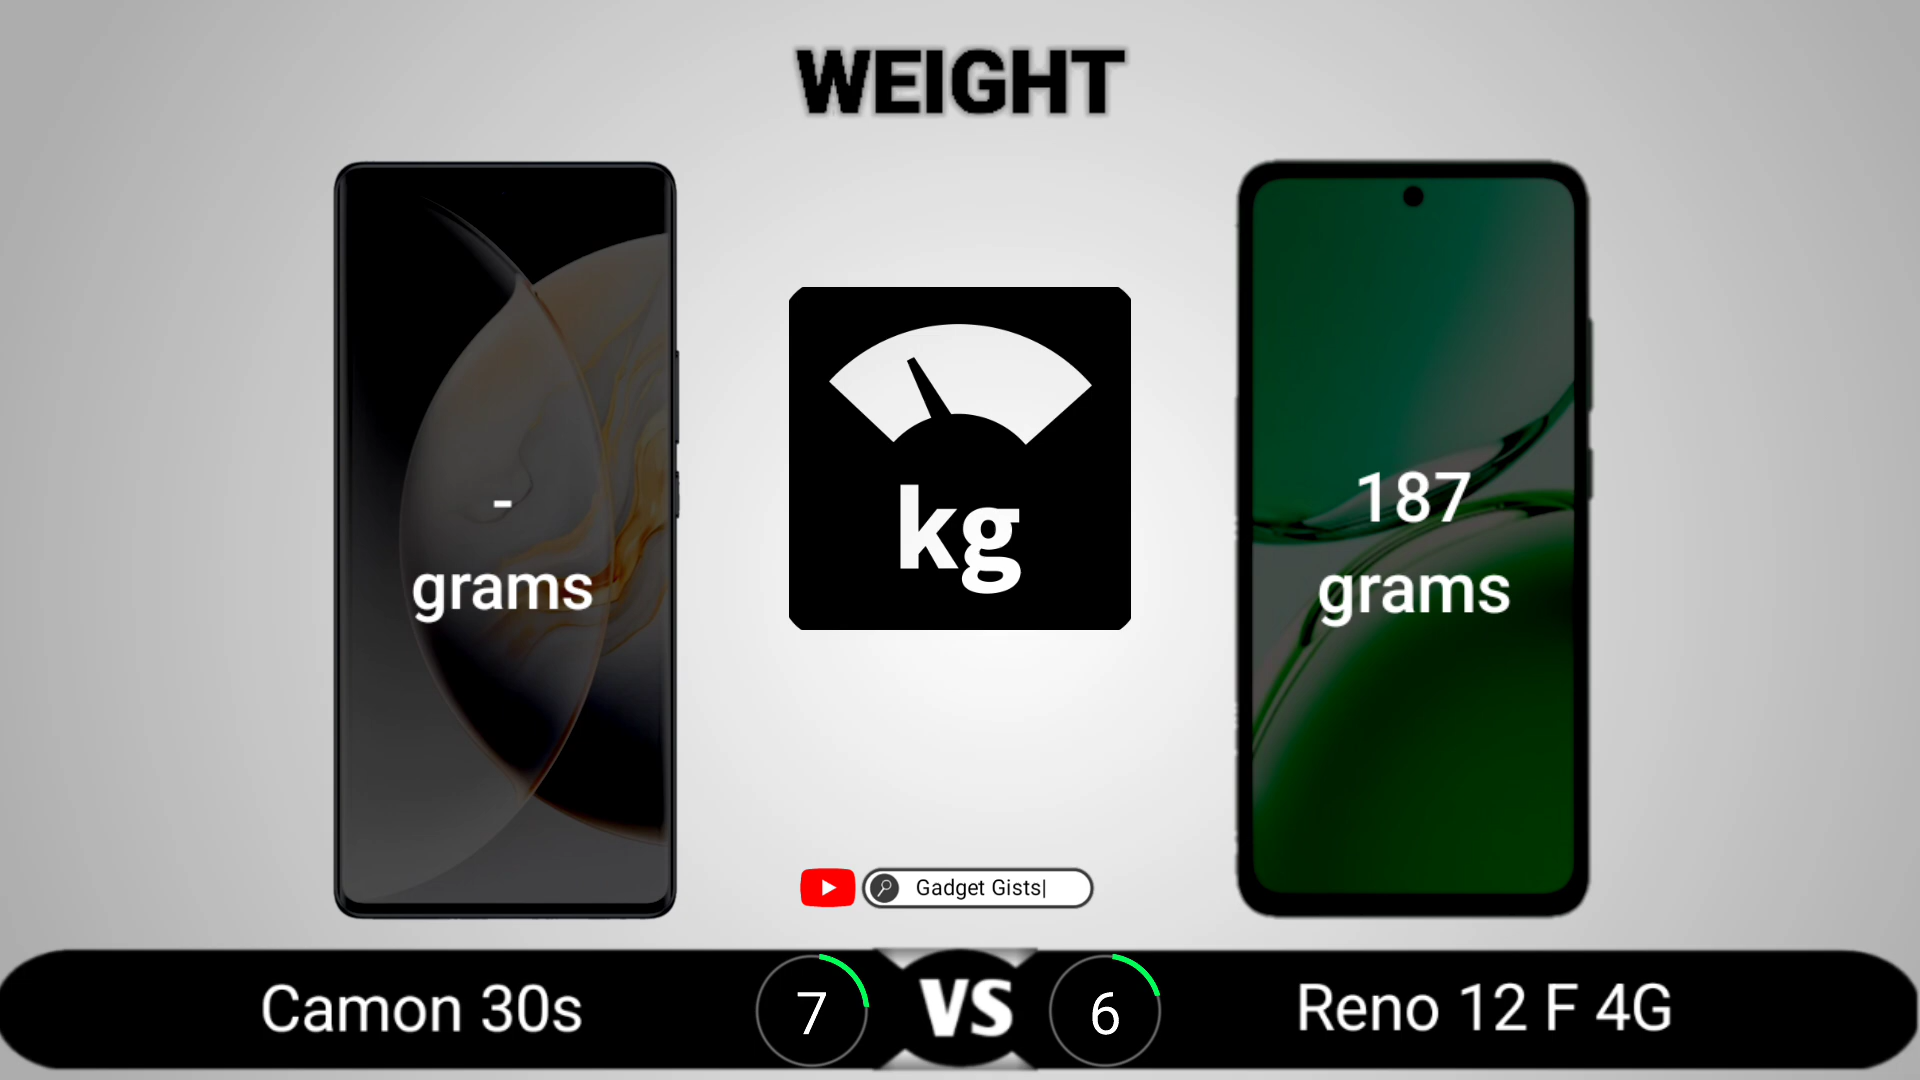 WEIGHT
-
grams
kg
187
grams
Gadget Gists|
Camon 30s
7
VS
6
Reno 12 F 4G